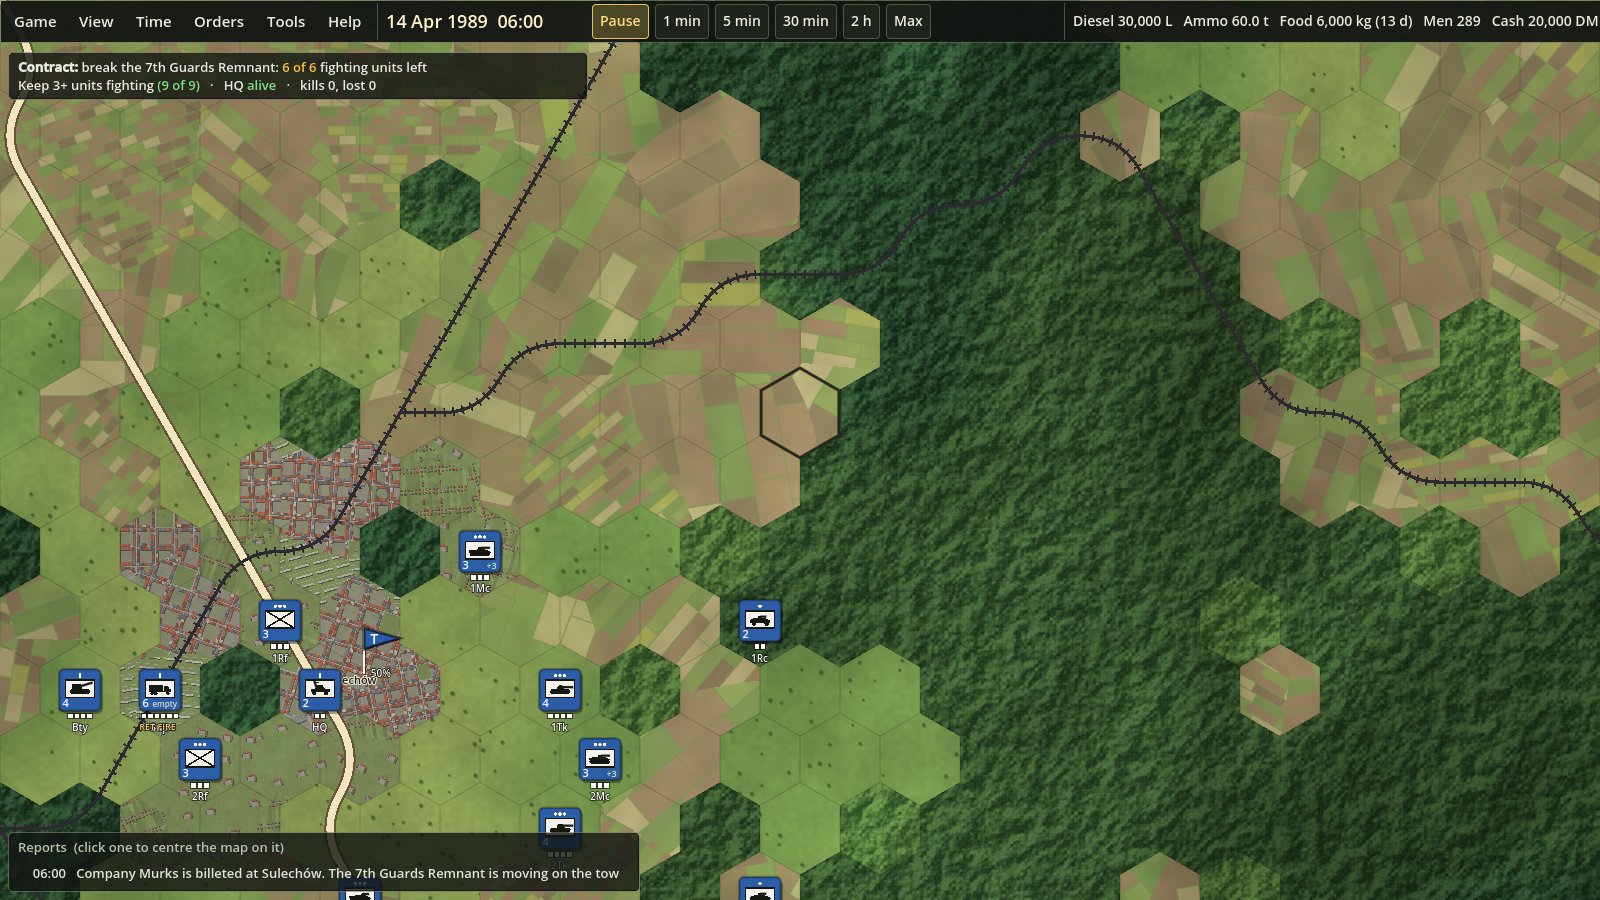 Game View Time Orders Tools Help 14 Apr 1989 06:00 Pause 1 min 5 min 30 min 2 h Max Diesel 30,000 L Ammo 60.0 t Food 6,000 kg (13 d) Men 289 Cash 20,000 DM
Contract: break the 7th Guards Remnant: 6 of 6 fighting units left
Keep 3+ units fighting (9 of 9) · HQ alive · kills 0, lost 0
3 +3
1Mc
3
1Rf
T
50%
2
1Rc
4
Bty
6 empty
2
HQ
4
1Tk
3
2Rf
3 +3
2Mc
4
Reports (click one to centre the map on it)
06:00 Company Murks is billeted at Sulechów. The 7th Guards Remnant is moving on the tow